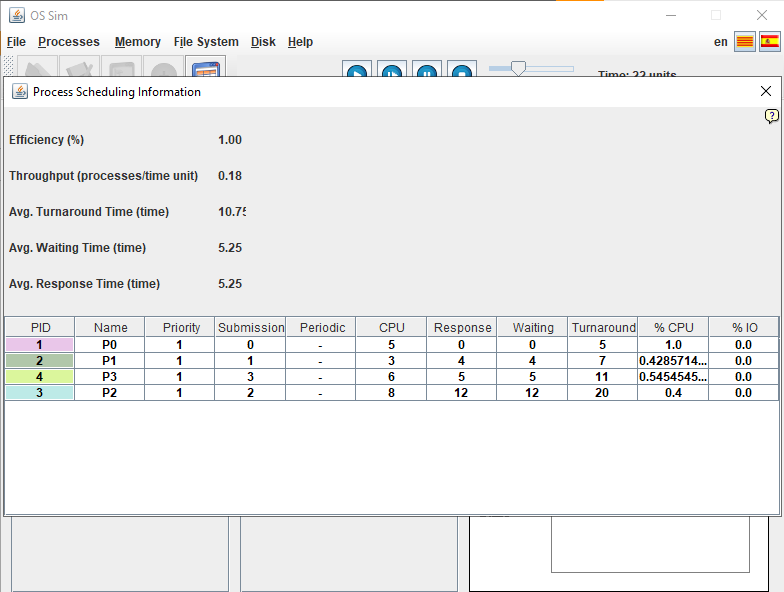 OS Sim
File Processes Memory File System Disk Help en
Time: 22 units
Process Scheduling Information
?
Efficiency (%) 1.00
Throughput (processes/time unit) 0.18
Avg. Turnaround Time (time) 10.75
Avg. Waiting Time (time) 5.25
Avg. Response Time (time) 5.25
PID Name Priority Submission Periodic CPU Response Waiting Turnaround % CPU % IO
1 P0 1 0 - 5 0 0 5 1.0 0.0
2 P1 1 1 - 3 4 4 7 0.4285714... 0.0
4 P3 1 3 - 6 5 5 11 0.5454545... 0.0
3 P2 1 2 - 8 12 12 20 0.4 0.0